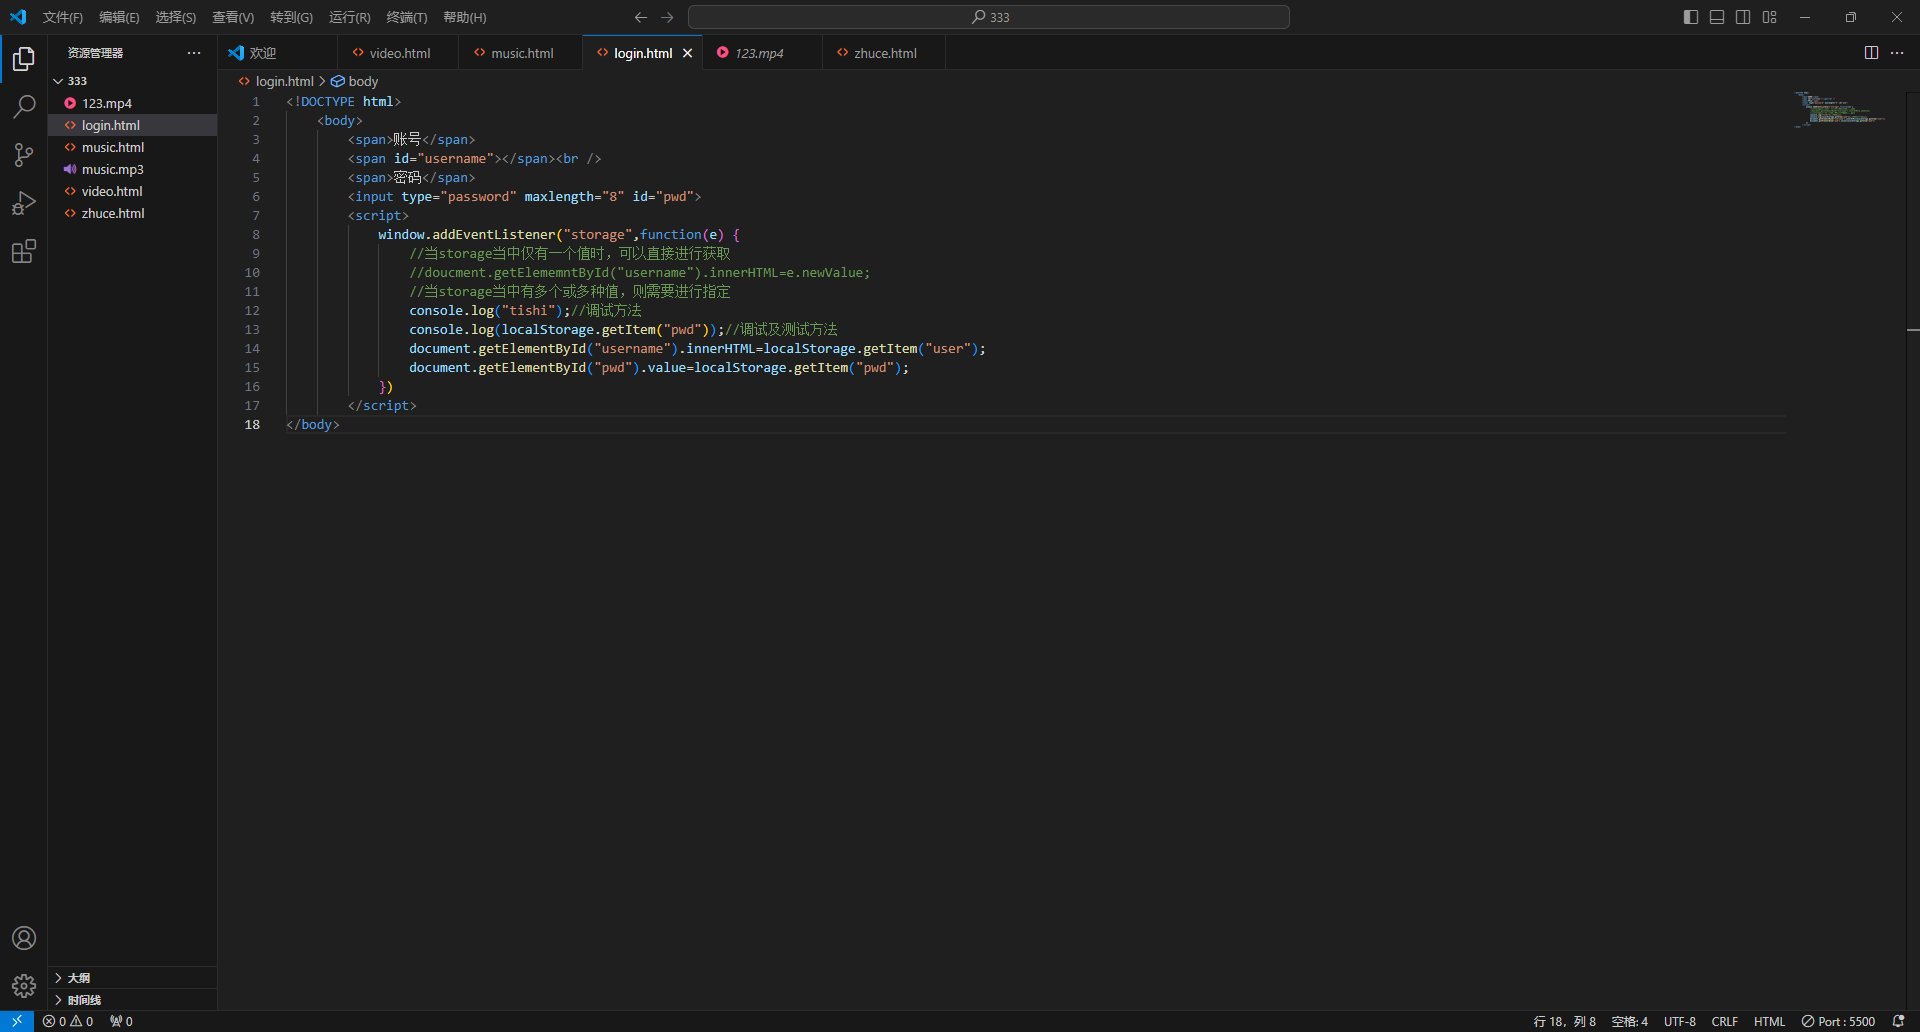 文件(F) 编辑(E) 选择(S) 查看(V) 转到(G) 运行(R) 终端(T) 帮助(H) 333
资源管理器
欢迎 video.html music.html login.html 123.mp4 zhuce.html
333
123.mp4
login.html
music.html
music.mp3
video.html
zhuce.html
login.html > body
1 <!DOCTYPE html>
2 <body>
3 <span>账号</span>
4 <span id="username"></span><br />
5 <span>密码</span>
6 <input type="password" maxlength="8" id="pwd">
7 <script>
8 window.addEventListener("storage",function(e) {
9 //当storage当中仅有一个值时，可以直接进行获取
10 //doucment.getElememntById("username").innerHTML=e.newValue;
11 //当storage当中有多个或多种值，则需要进行指定
12 console.log("tishi");//调试方法
13 console.log(localStorage.getItem("pwd"));//调试及测试方法
14 document.getElementById("username").innerHTML=localStorage.getItem("user");
15 document.getElementById("pwd").value=localStorage.getItem("pwd");
16 })
17 </script>
18 </body>
大纲
时间线
0 0 0 行 18，列 8 空格: 4 UTF-8 CRLF HTML Port : 5500